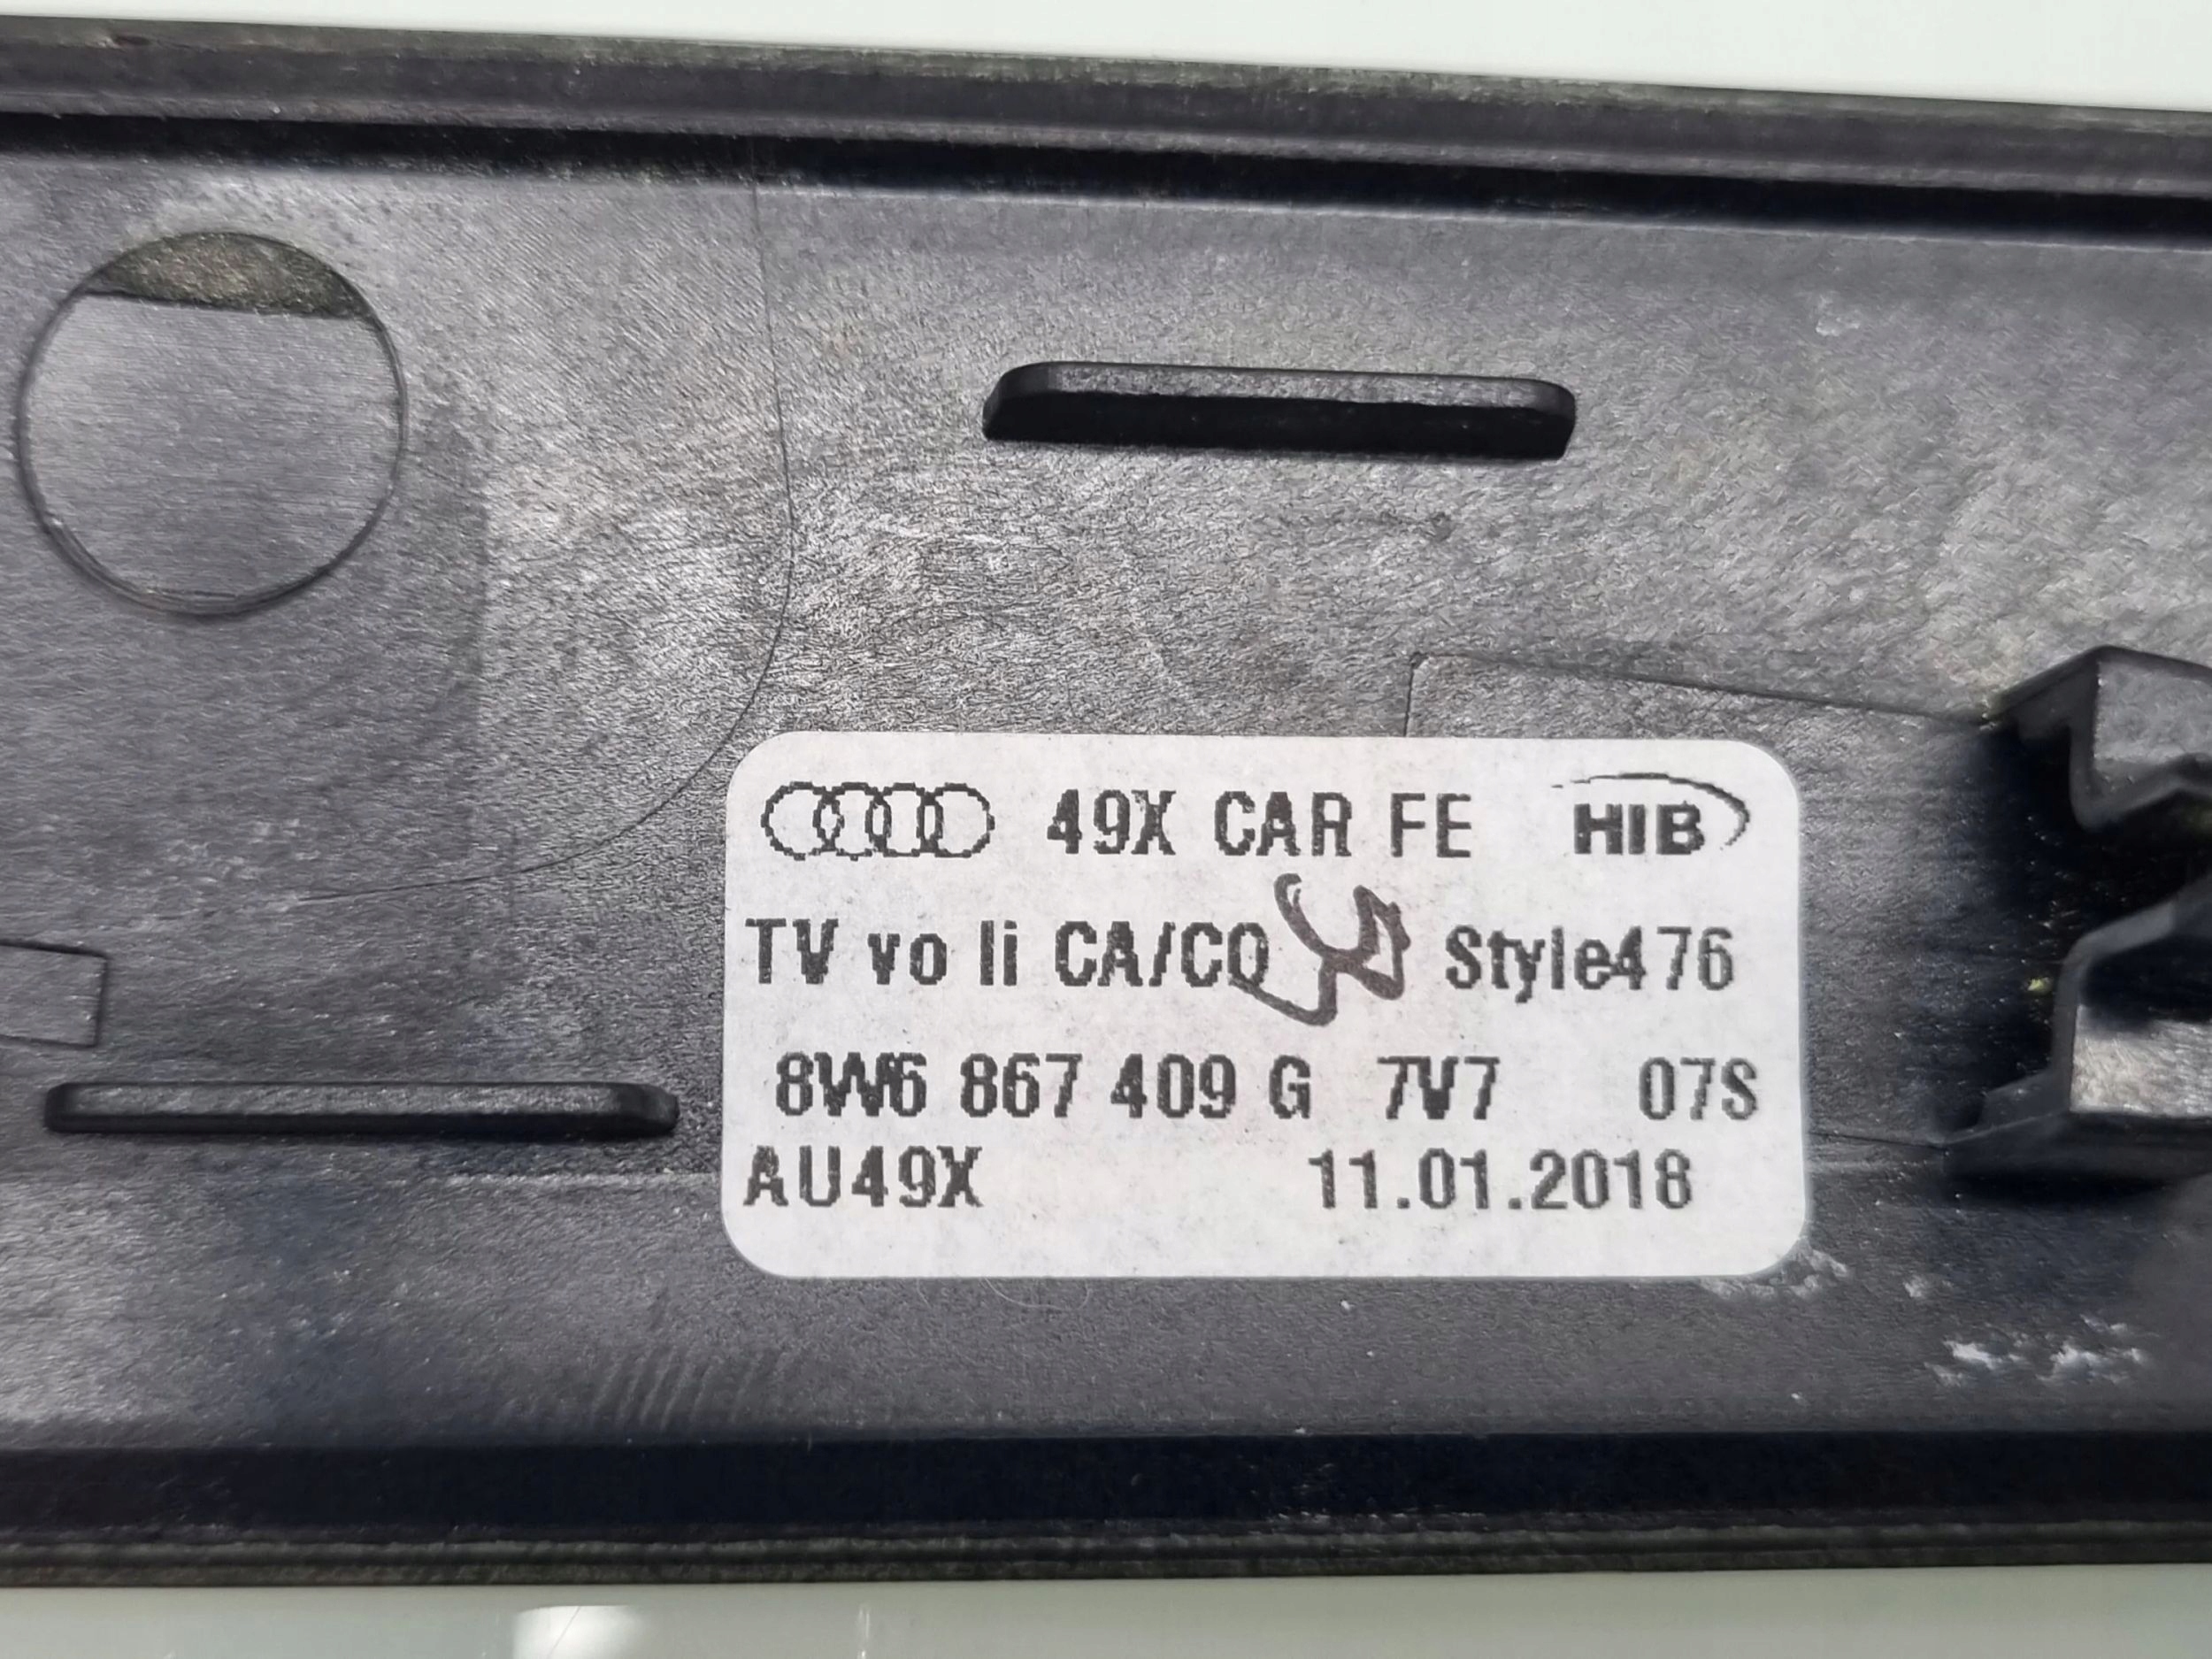 49X CAR FE HIB
TV vo li CA/CQ Style476
8W6 867 409 G 7V7 07S
AU49X 11.01.2018